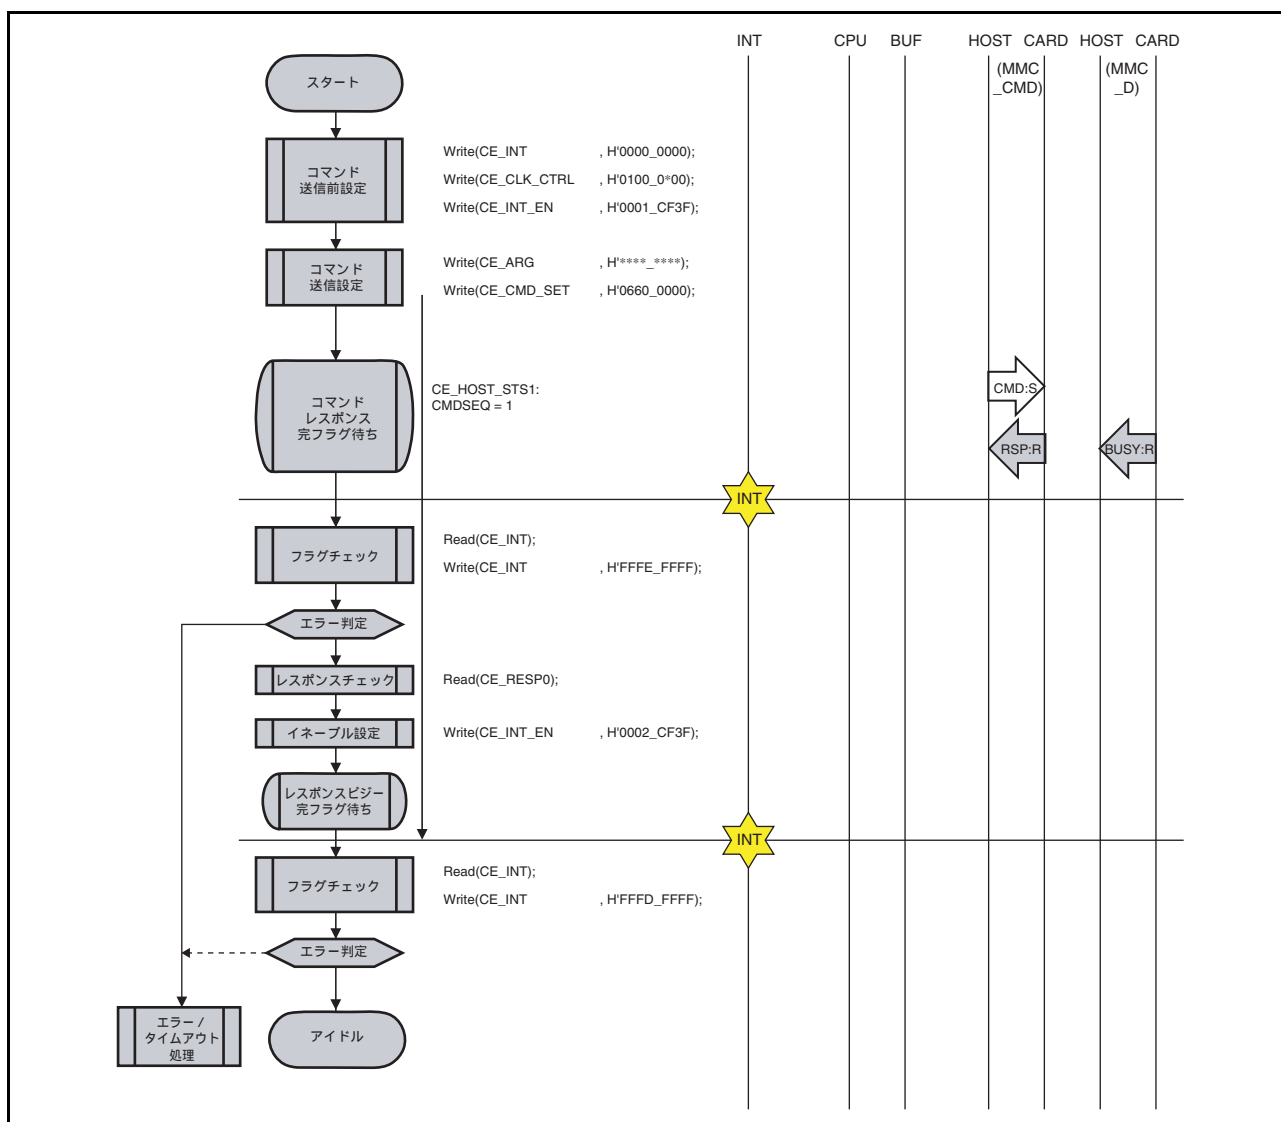 INT CPU BUF HOST CARD HOST CARD
(MMC
_CMD)
(MMC
_D)
スタート
コマンド
送信前設定
Write(CE_INT , H'0000_0000);
Write(CE_CLK_CTRL , H'0100_0*00);
Write(CE_INT_EN , H'0001_CF3F);
コマンド
送信設定
Write(CE_ARG , H'****_****);
Write(CE_CMD_SET , H'0660_0000);
コマンド
レスポンス
完フラグ待ち
CE_HOST_STS1:
CMDSEQ = 1
CMD:S
RSP:R
BUSY:R
INT
フラグチェック
Read(CE_INT);
Write(CE_INT , H'FFFE_FFFF);
エラー判定
レスポンスチェック
Read(CE_RESP0);
イネーブル設定
Write(CE_INT_EN , H'0002_CF3F);
レスポンスビジー
完フラグ待ち
INT
フラグチェック
Read(CE_INT);
Write(CE_INT , H'FFFD_FFFF);
エラー判定
エラー /
タイムアウト
処理
アイドル